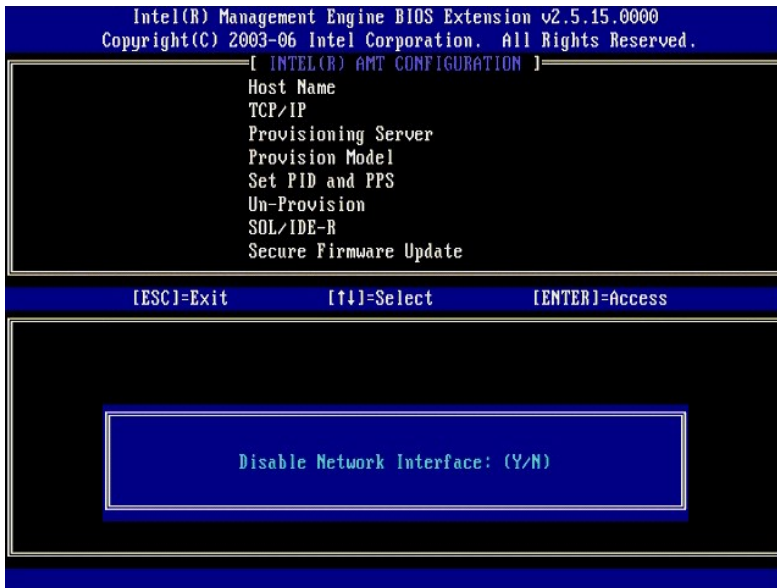 Intel(R) Management Engine BIOS Extension v2.5.15.0000
Copyright(C) 2003-06 Intel Corporation. All Rights Reserved.
[ INTEL(R) AMT CONFIGURATION ]
Host Name
TCP/IP
Provisioning Server
Provision Model
Set PID and PPS
Un-Provision
SOL/IDE-R
Secure Firmware Update
[ESC]=Exit [↑↓]=Select [ENTER]=Access
Disable Network Interface: (Y/N)